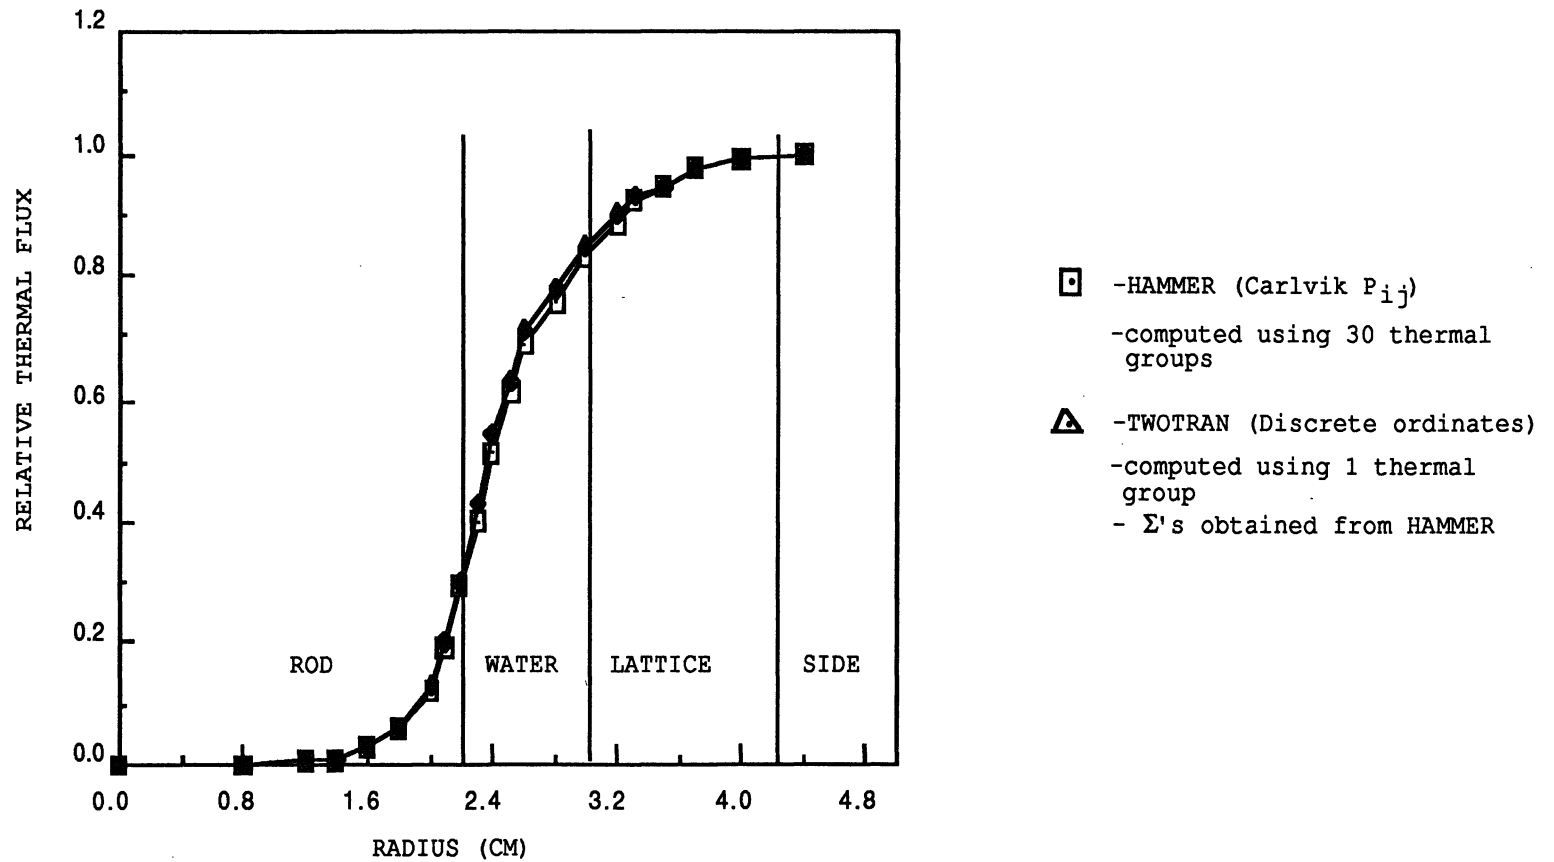 1.2
1.0
0.8
0.6
0.4
0.2
0.0
RELATIVE THERMAL FLUX
ROD
WATER
LATTICE
SIDE
0.0 0.8 1.6 2.4 3.2 4.0 4.8
RADIUS (CM)
-HAMMER (Carlvik Pij)
-computed using 30 thermal
groups
-TWOTRAN (Discrete ordinates)
-computed using 1 thermal
group
- Σ's obtained from HAMMER